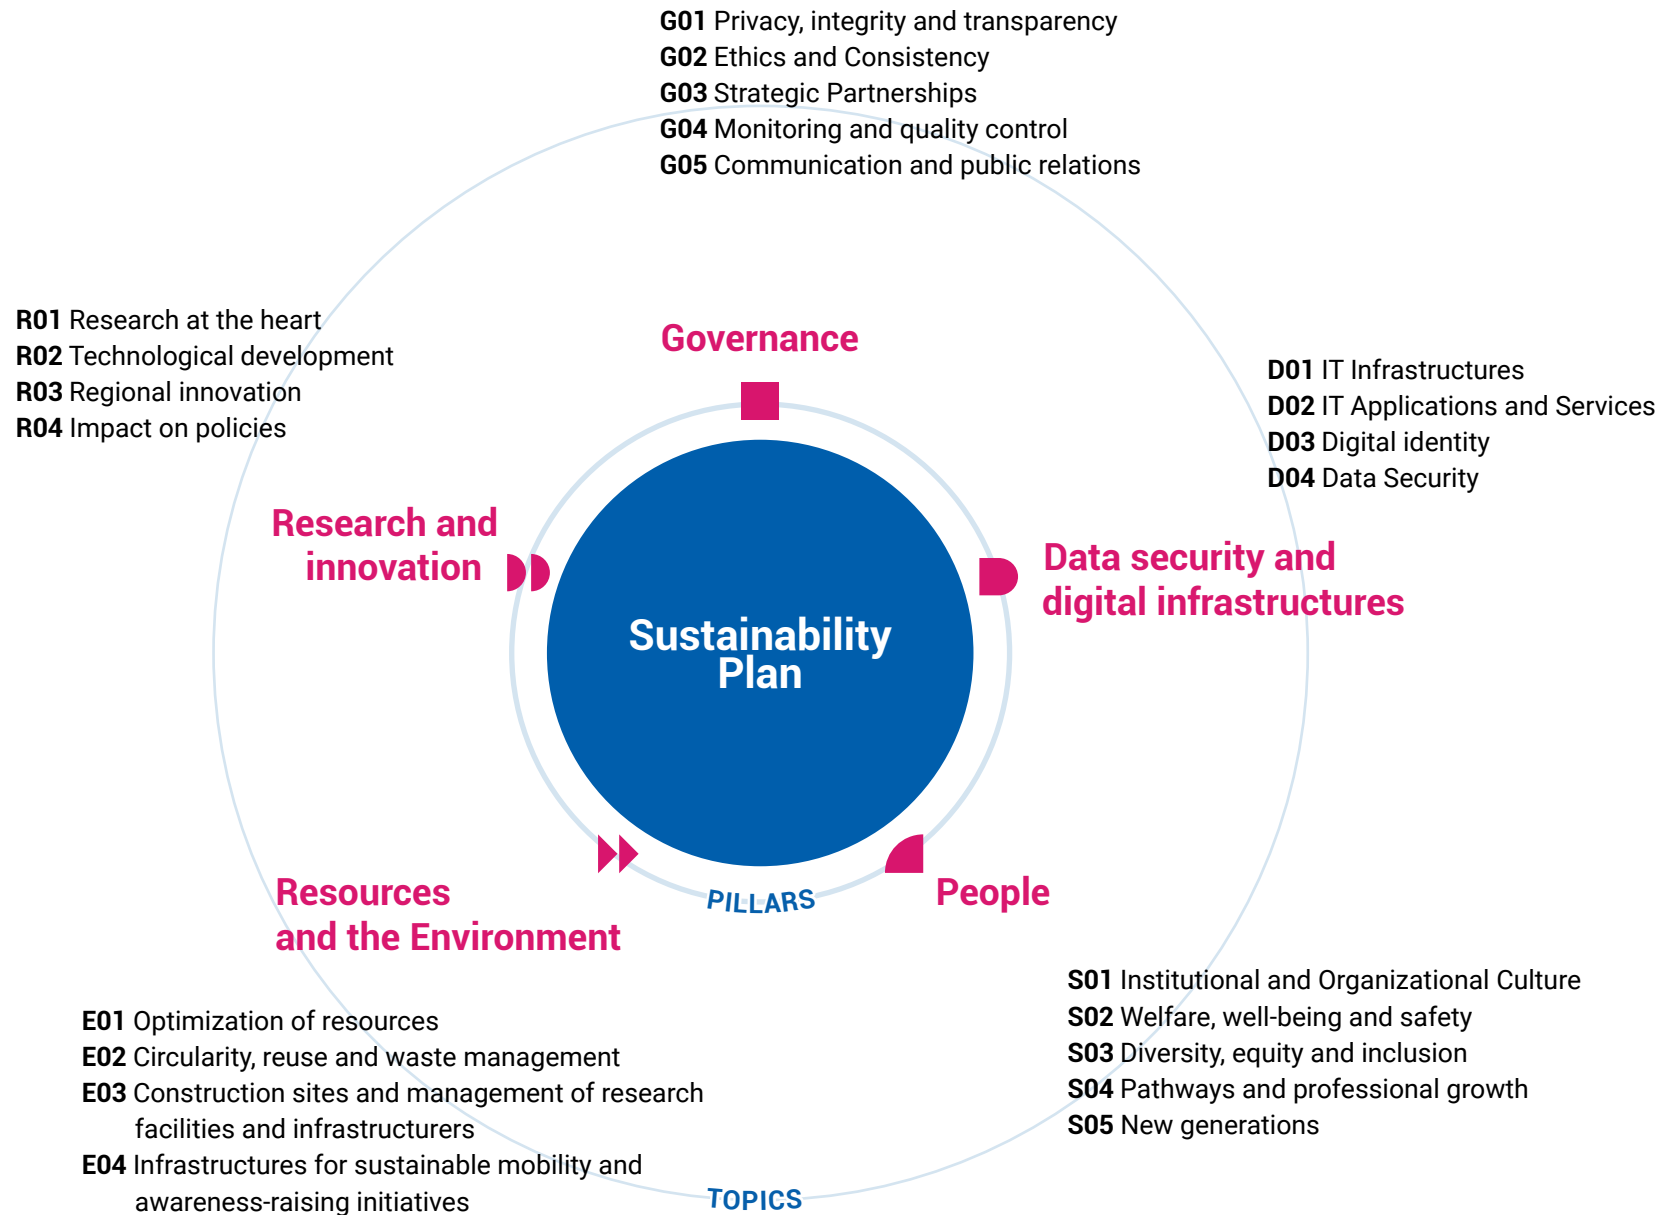 G01 Privacy, integrity and transparency
G02 Ethics and Consistency
G03 Strategic Partnerships
G04 Monitoring and quality control
G05 Communication and public relations
R01 Research at the heart
R02 Technological development
R03 Regional innovation
R04 Impact on policies
Governance
D01 IT Infrastructures
D02 IT Applications and Services
D03 Digital identity
D04 Data Security
Research and
innovation
Data security and
digital infrastructures
Sustainability
Plan
Resources
and the Environment
PILLARS
People
E01 Optimization of resources
E02 Circularity, reuse and waste management
E03 Construction sites and management of research
facilities and infrastructurers
E04 Infrastructures for sustainable mobility and
awareness-raising initiatives
S01 Institutional and Organizational Culture
S02 Welfare, well-being and safety
S03 Diversity, equity and inclusion
S04 Pathways and professional growth
S05 New generations
TOPICS